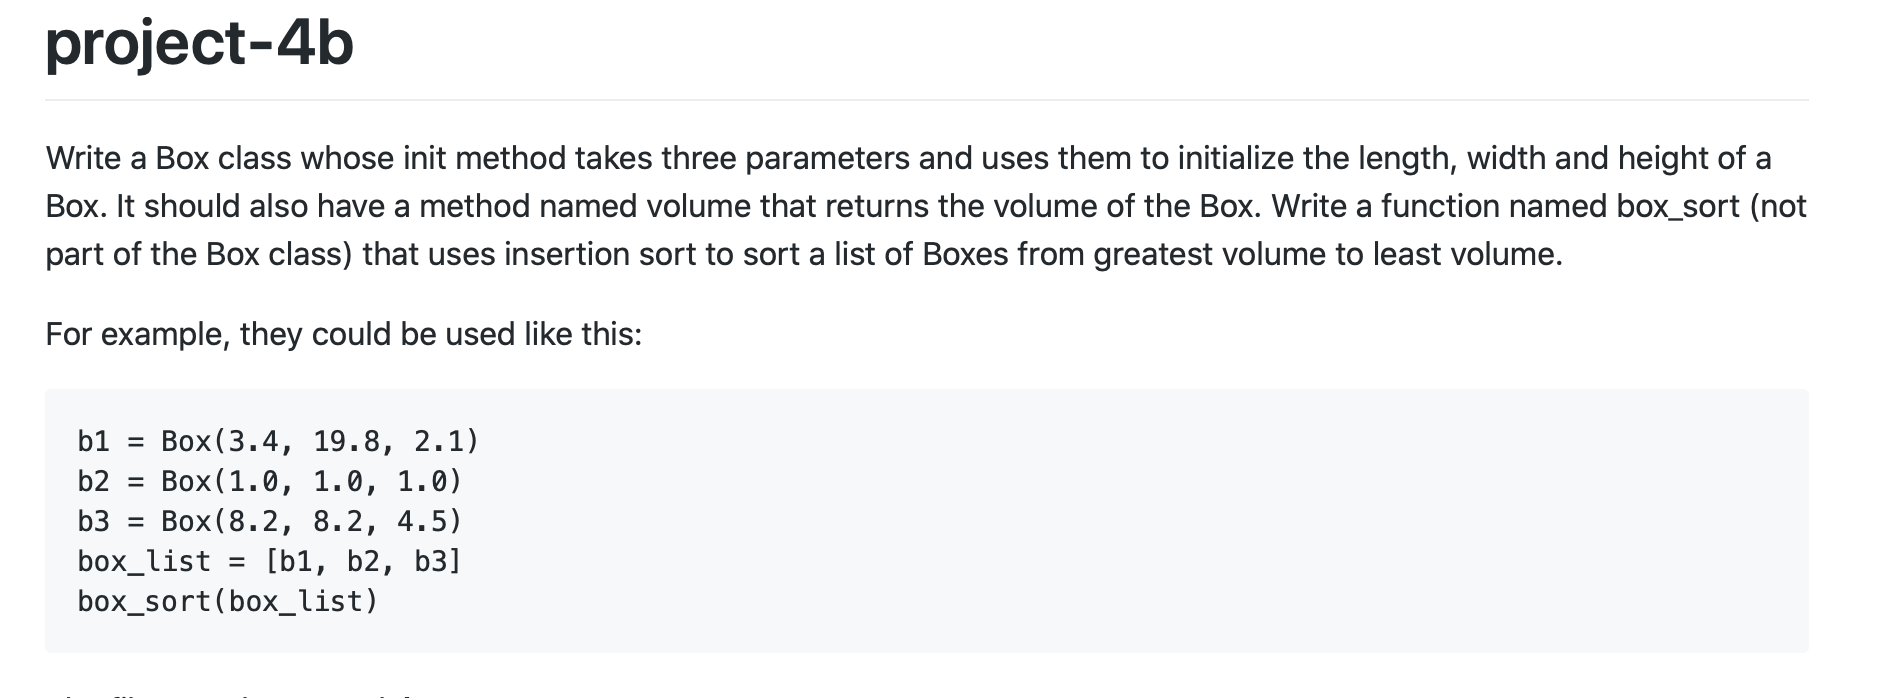 project-4b
Write a Box class whose init method takes three parameters and uses them to initialize the length, width and height of a
Box. It should also have a method named volume that returns the volume of the Box. Write a function named box_sort (not
part of the Box class) that uses insertion sort to sort a list of Boxes from greatest volume to least volume.
For example, they could be used like this:
b1 = Box(3.4, 19.8, 2.1)
b2 = Box(1.0, 1.0, 1.0)
b3 = Box(8.2, 8.2, 4.5)
box_list = [b1, b2, b3]
box_sort(box_list)